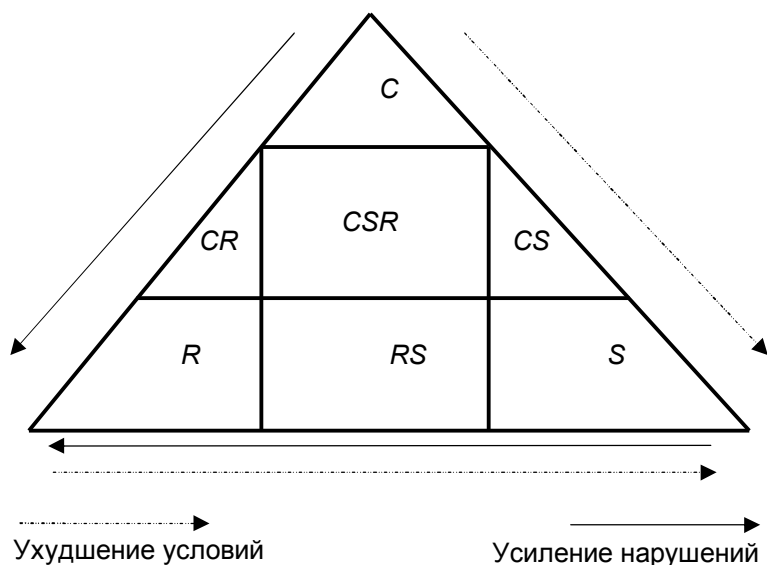 C
CR
CSR
CS
R
RS
S
Ухудшение условий
Усиление нарушений